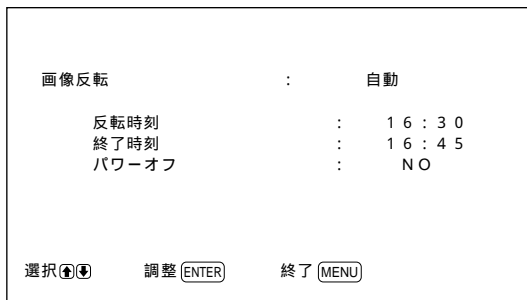 画像反転 : 自動
反転時刻 : 16:30
終了時刻 : 16:45
パワーオフ : NO
選択 調整 ENTER 終了 MENU